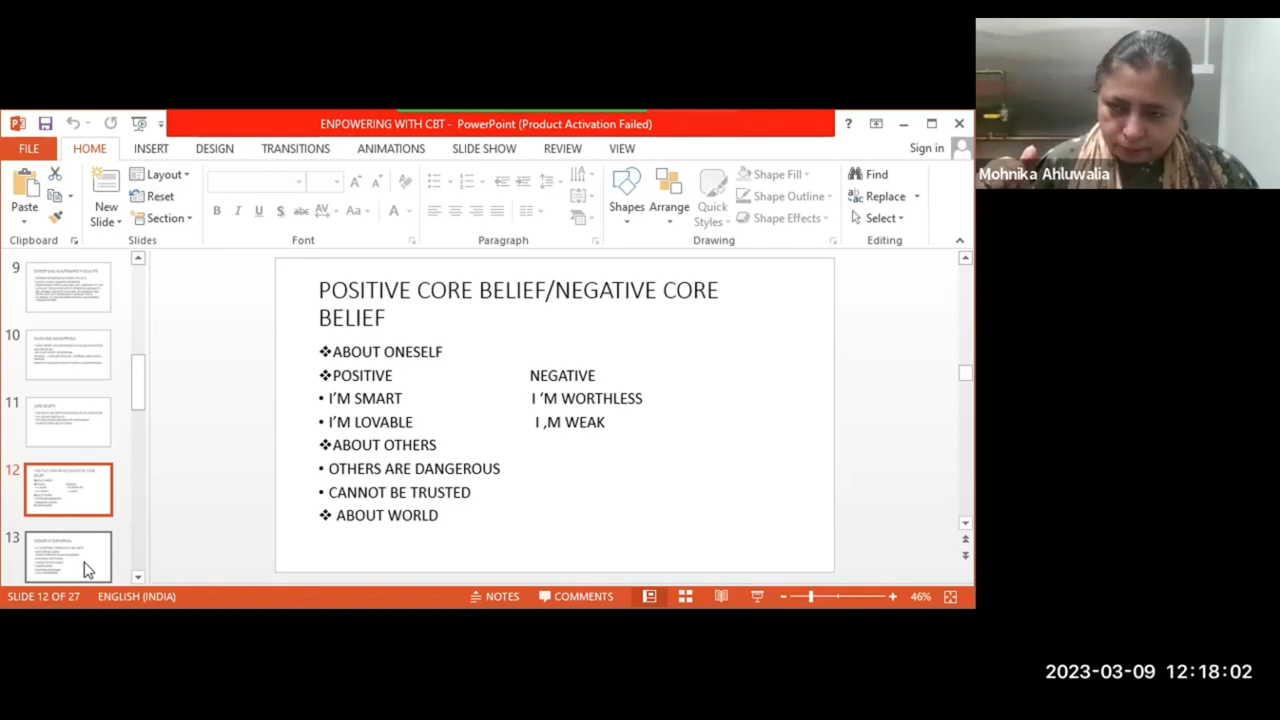 ENPOWERING WITH CBT - PowerPoint (Product Activation Failed)
FILE HOME INSERT DESIGN TRANSITIONS ANIMATIONS SLIDE SHOW REVIEW VIEW Sign in
Paste
Clipboard
New
Slide
Layout
Reset
Section
Slides
B I U S abc AV Aa A
Font
Paragraph
Shapes
Arrange
Quick
Styles
Shape Fill
Shape Outline
Shape Effects
Drawing
Find
Replace
Select
Editing
Mohnika Ahluwalia
9
10
11
12
13
POSITIVE CORE BELIEF/NEGATIVE CORE
BELIEF
❖ABOUT ONESELF
❖POSITIVE NEGATIVE
• I'M SMART I ‘M WORTHLESS
• I'M LOVABLE I ,M WEAK
❖ABOUT OTHERS
• OTHERS ARE DANGEROUS
• CANNOT BE TRUSTED
❖ ABOUT WORLD
SLIDE 12 OF 27 ENGLISH (INDIA) NOTES COMMENTS 46%
2023-03-09 12:18:02